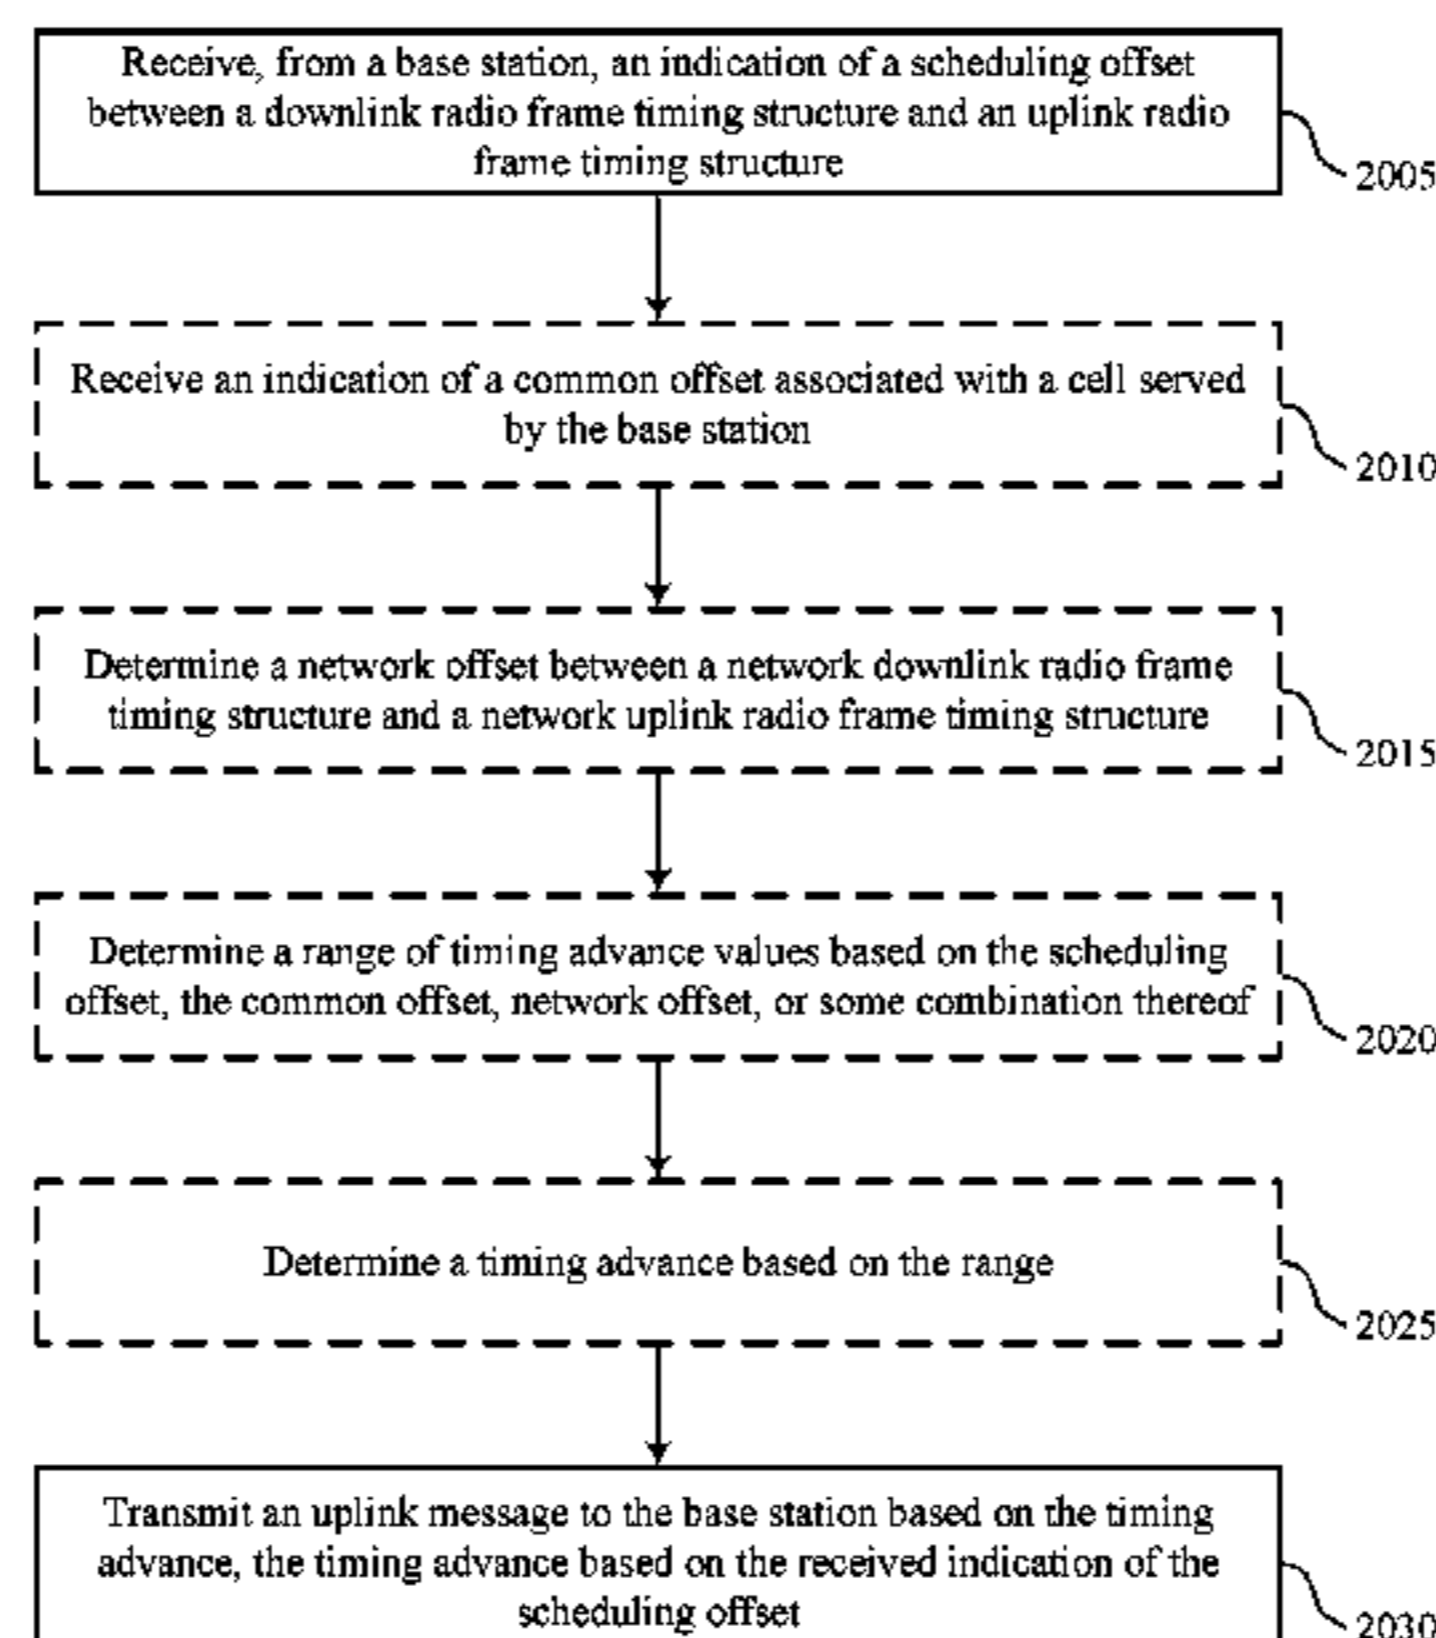 Receive, from a base station, an indication of a scheduling offset
between a downlink radio frame timing structure and an uplink radio
frame timing structure
2005
Receive an indication of a common offset associated with a cell served
by the base station
2010
Determine a network offset between a network downlink radio frame
timing structure and a network uplink radio frame timing structure
2015
Determine a range of timing advance values based on the scheduling
offset, the common offset, network offset, or some combination thereof
2020
Determine a timing advance based on the range
2025
Transmit an uplink message to the base station based on the timing
advance, the timing advance based on the received indication of the
scheduling offset
2030